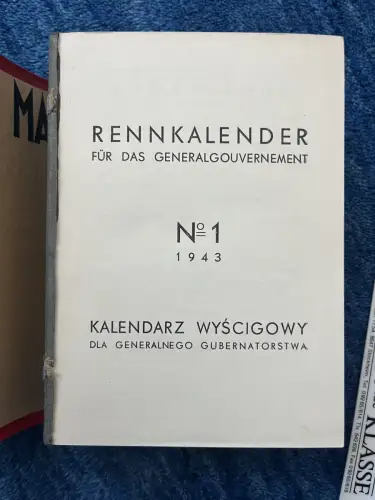 MA
RENNKALENDER
FÜR DAS GENERALGOUVERNEMENT
№ 1
1943
KALENDARZ WYŚCIGOWY
DLA GENERALNEGO GUBERNATORSTWA
KLASSE